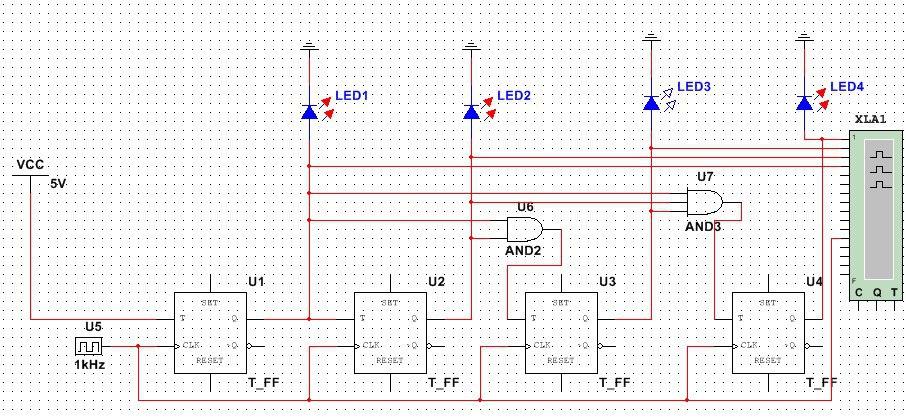 LED1
LED2
LED3
LED4
XLA1
T
VCC
5V
U7
AND3
U6
AND2
F
C Q T
U1
U2
U3
U4
SET
SET
SET
SET
U5
1kHz
T Q
T Q
T Q
T Q
CLK ~Q
CLK ~Q
CLK ~Q
CLK ~Q
RESET
RESET
RESET
RESET
T_FF
T_FF
T_FF
T_FF